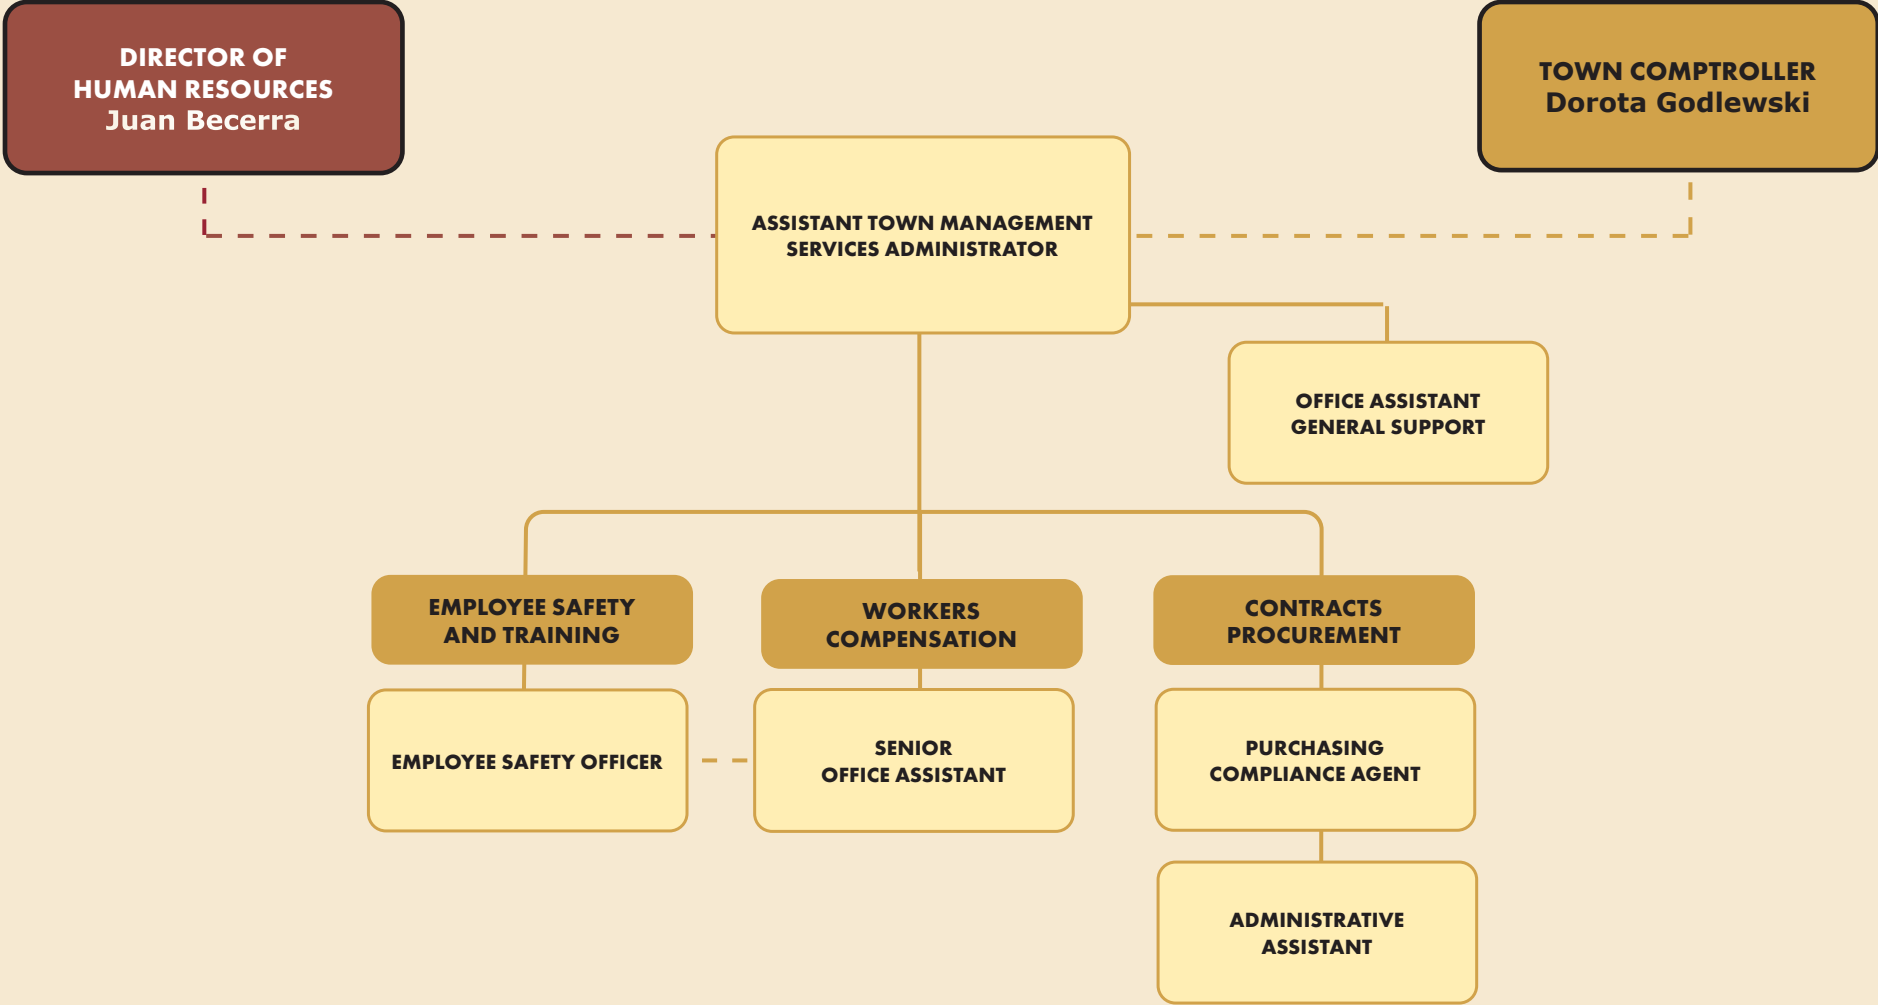 DIRECTOR OF
HUMAN RESOURCES
Juan Becerra
TOWN COMPTROLLER
Dorota Godlewski
ASSISTANT TOWN MANAGEMENT
SERVICES ADMINISTRATOR
OFFICE ASSISTANT
GENERAL SUPPORT
EMPLOYEE SAFETY
AND TRAINING
WORKERS
COMPENSATION
CONTRACTS
PROCUREMENT
EMPLOYEE SAFETY OFFICER
SENIOR
OFFICE ASSISTANT
PURCHASING
COMPLIANCE AGENT
ADMINISTRATIVE
ASSISTANT